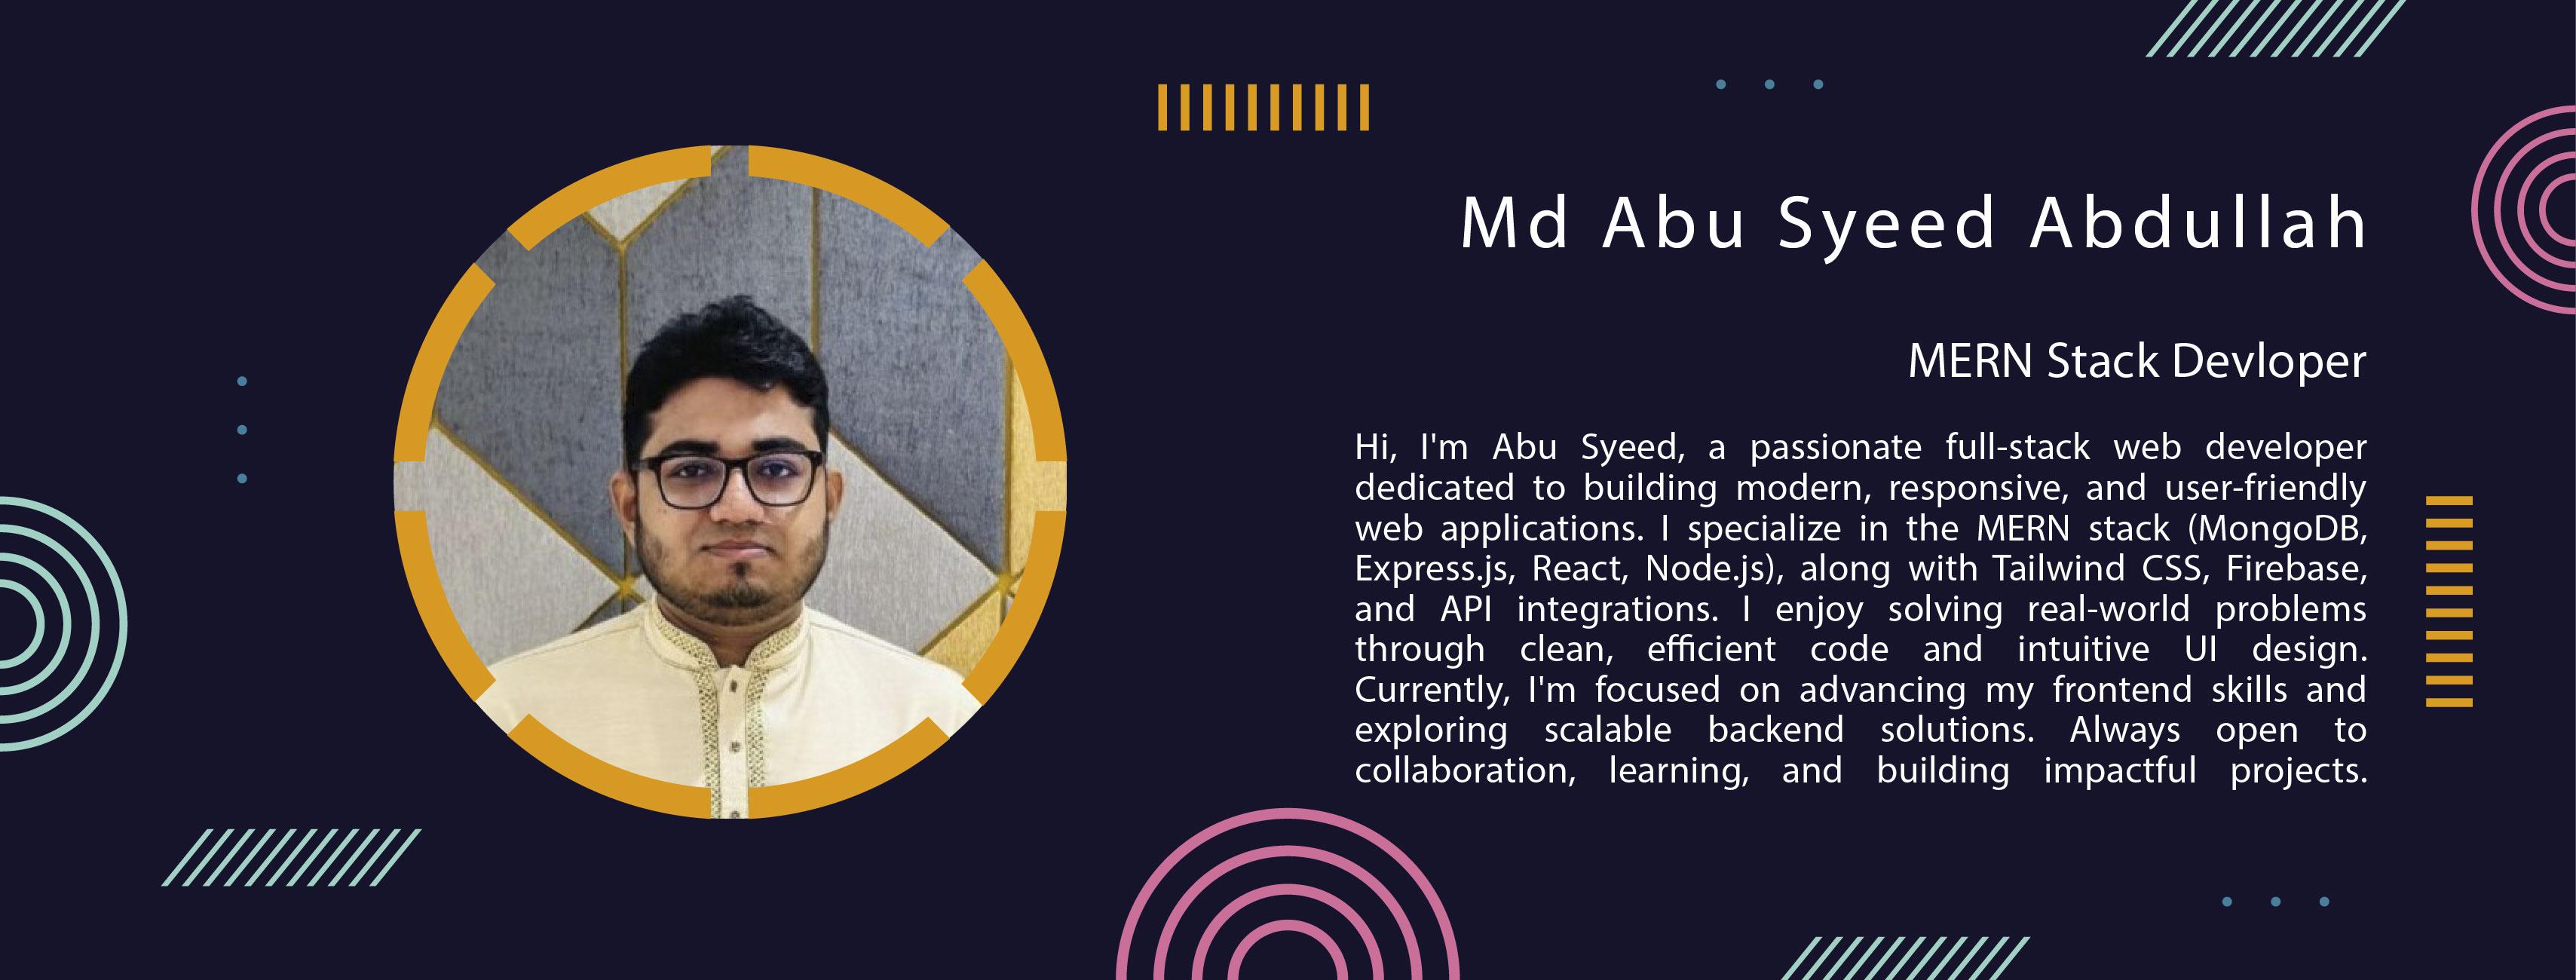 Md Abu Syeed Abdullah
MERN Stack Devloper
Hi, I'm Abu Syeed, a passionate full-stack web developer
dedicated to building modern, responsive, and user-friendly
web applications. I specialize in the MERN stack (MongoDB,
Express.js, React, Node.js), along with Tailwind CSS, Firebase,
and API integrations. I enjoy solving real-world problems
through clean, efficient code and intuitive UI design.
Currently, I'm focused on advancing my frontend skills and
exploring scalable backend solutions. Always open to
collaboration, learning, and building impactful projects.